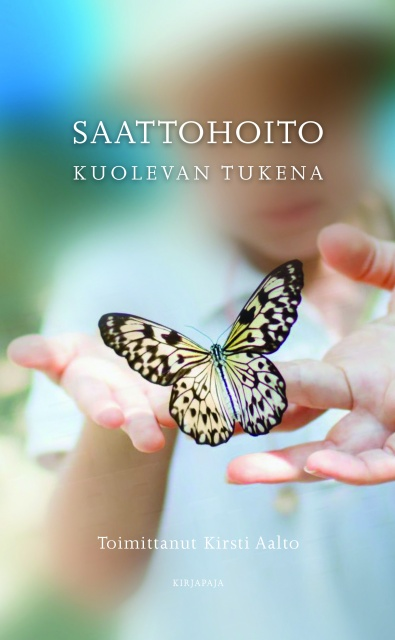 SAATTOHOITO
KUOLEVAN TUKENA
Toimittanut Kirsti Aalto
KIRJAPAJA